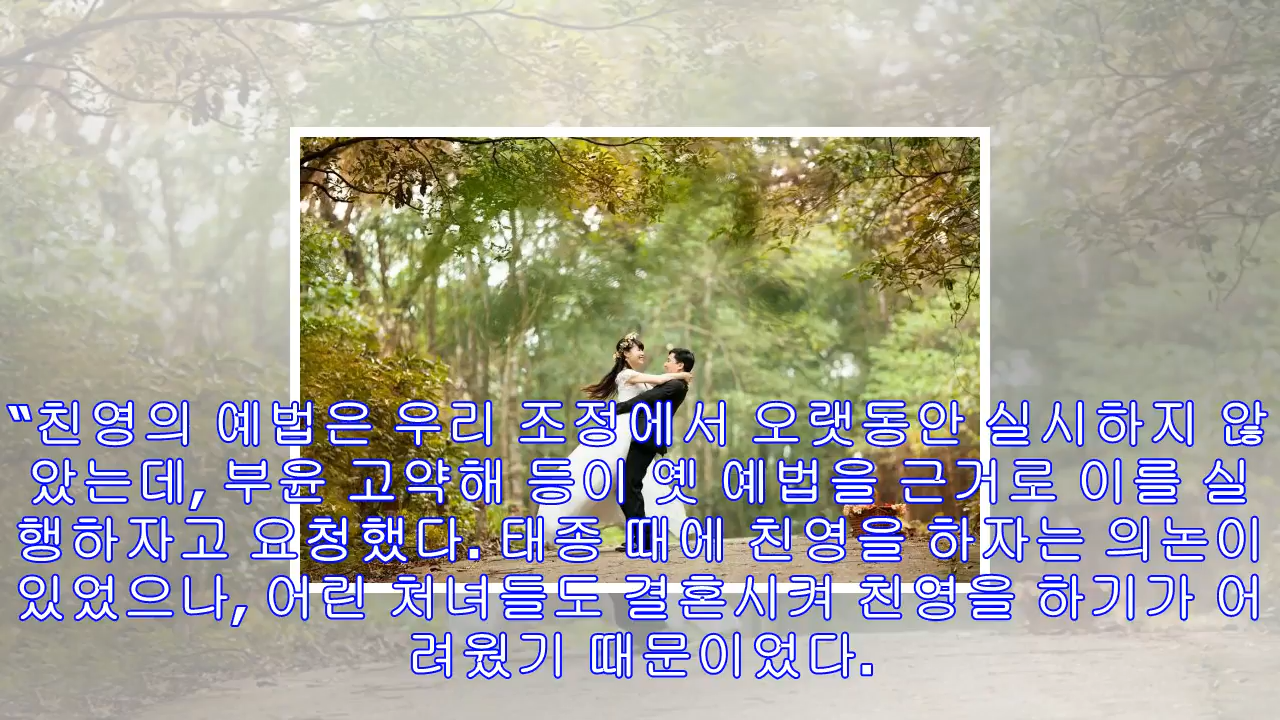 “친영의 예법은 우리 조정에서 오랫동안 실시하지 않
았는데, 부윤 고약해 등이 옛 예법을 근거로 이를 실
행하자고 요청했다. 태종 때에 친영을 하자는 의논이
있었으나, 어린 처녀들도 결혼시켜 친영을 하기가 어
려웠기 때문이었다.